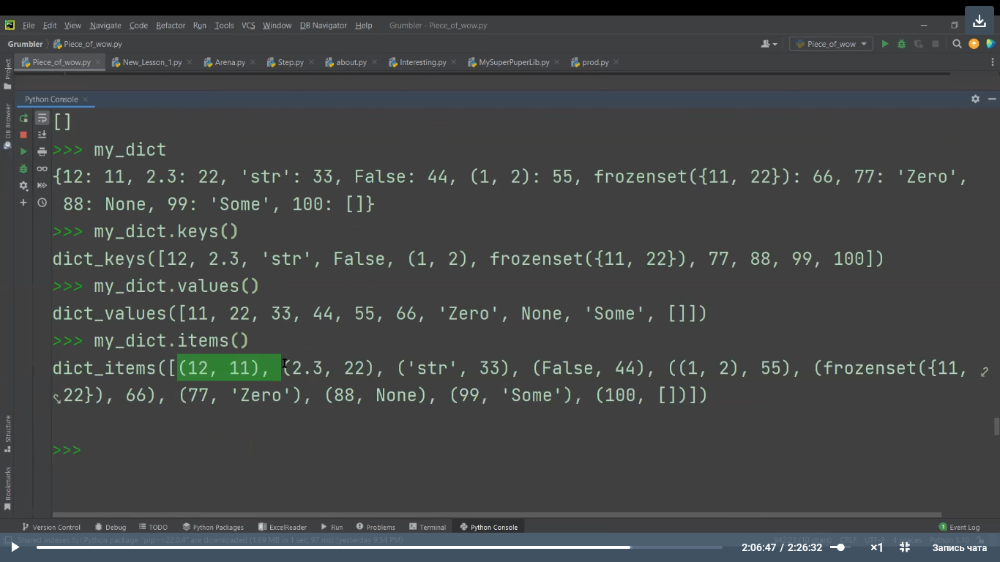 File Edit View Navigate Code Refactor Run Tools VCS Window DB Navigator Help Grumbler - Piece_of_wow.py
Grumbler Piece_of_wow.py Piece_of_wow
Piece_of_wow.py New_Lesson_1.py Arena.py Step.py about.py Interesting.py MySuperPuperLib.py prod.py
Project
DB Browser
Structure
Bookmarks
Python Console
[]
>>> my_dict
{12: 11, 2.3: 22, 'str': 33, False: 44, (1, 2): 55, frozenset({11, 22}): 66, 77: 'Zero',
88: None, 99: 'Some', 100: []}
>>> my_dict.keys()
dict_keys([12, 2.3, 'str', False, (1, 2), frozenset({11, 22}), 77, 88, 99, 100])
>>> my_dict.values()
dict_values([11, 22, 33, 44, 55, 66, 'Zero', None, 'Some', []])
>>> my_dict.items()
dict_items([(12, 11), (2.3, 22), ('str', 33), (False, 44), ((1, 2), 55), (frozenset({11,
22}), 66), (77, 'Zero'), (88, None), (99, 'Some'), (100, [])])
>>>
Version Control Debug TODO Python Packages ExcelReader Run Problems Terminal Python Console 1 Event Log
Shared indexes for Python package "pip==22.0.4" are downloaded (1.69 MB in 1 sec, 97 ms) (yesterday 9:54 PM) 942:23 (10 chart) CRLF UTF-8 4 spaces Python 3.10
2:06:47 / 2:26:32 ×1 Запись чата